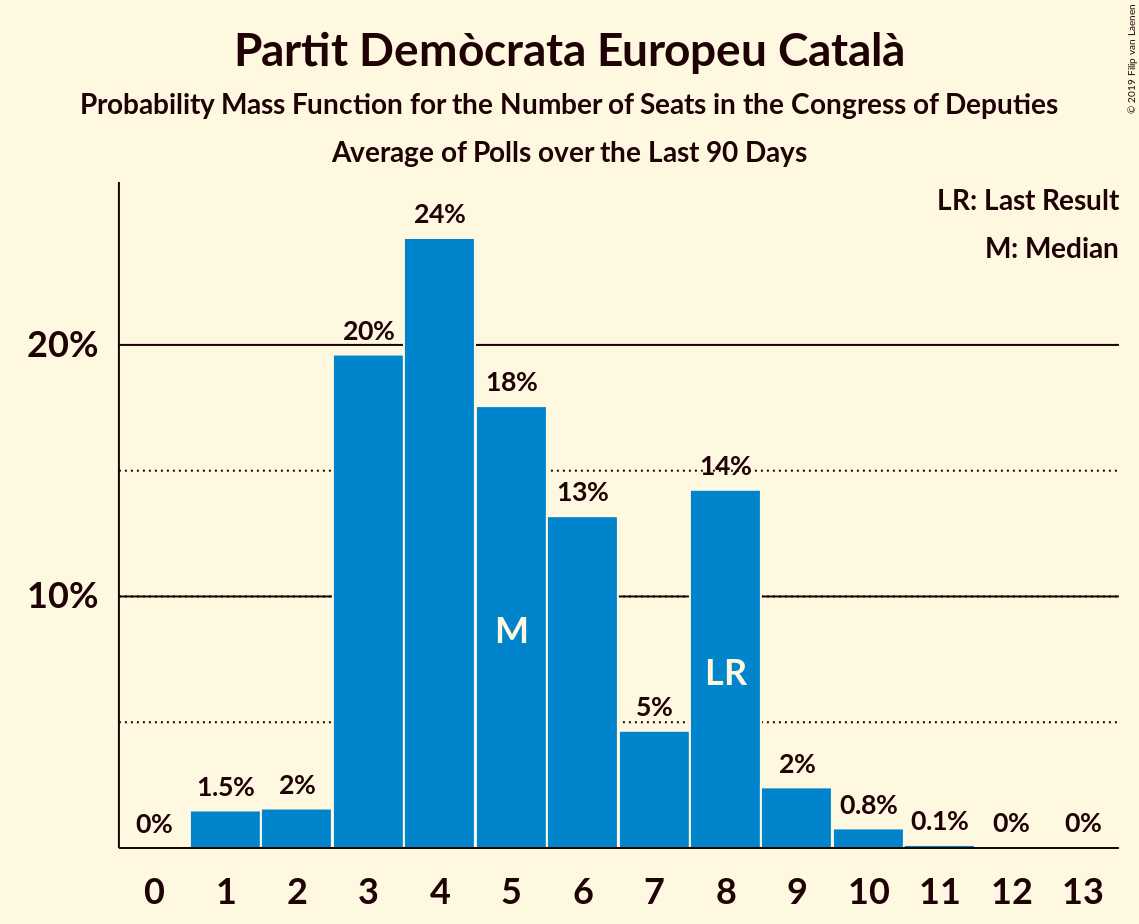 Partit Demòcrata Europeu Català
Probability Mass Function for the Number of Seats in the Congress of Deputies
Average of Polls over the Last 90 Days
© 2019 Filip van Laenen
LR: Last Result
M: Median
24%
20%
20%
18%
14%
13%
10%
M
LR
5%
2%
1.5%
2%
0.8%
0.1%
0%
0%
0%
0 1 2 3 4 5 6 7 8 9 10 11 12 13